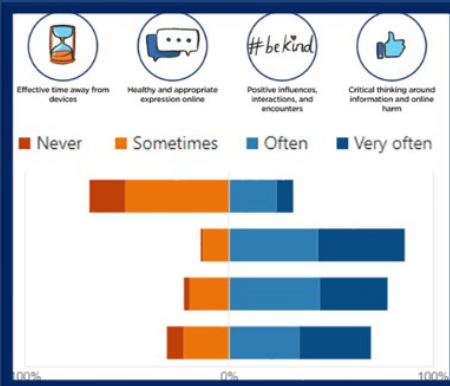 #bekind
Effective time away from
devices
Healthy and appropriate
expression online
Positive influences,
interactions, and
encounters
Critical thinking around
information and online
harm
Never Sometimes Often Very often
100% 0% 100%